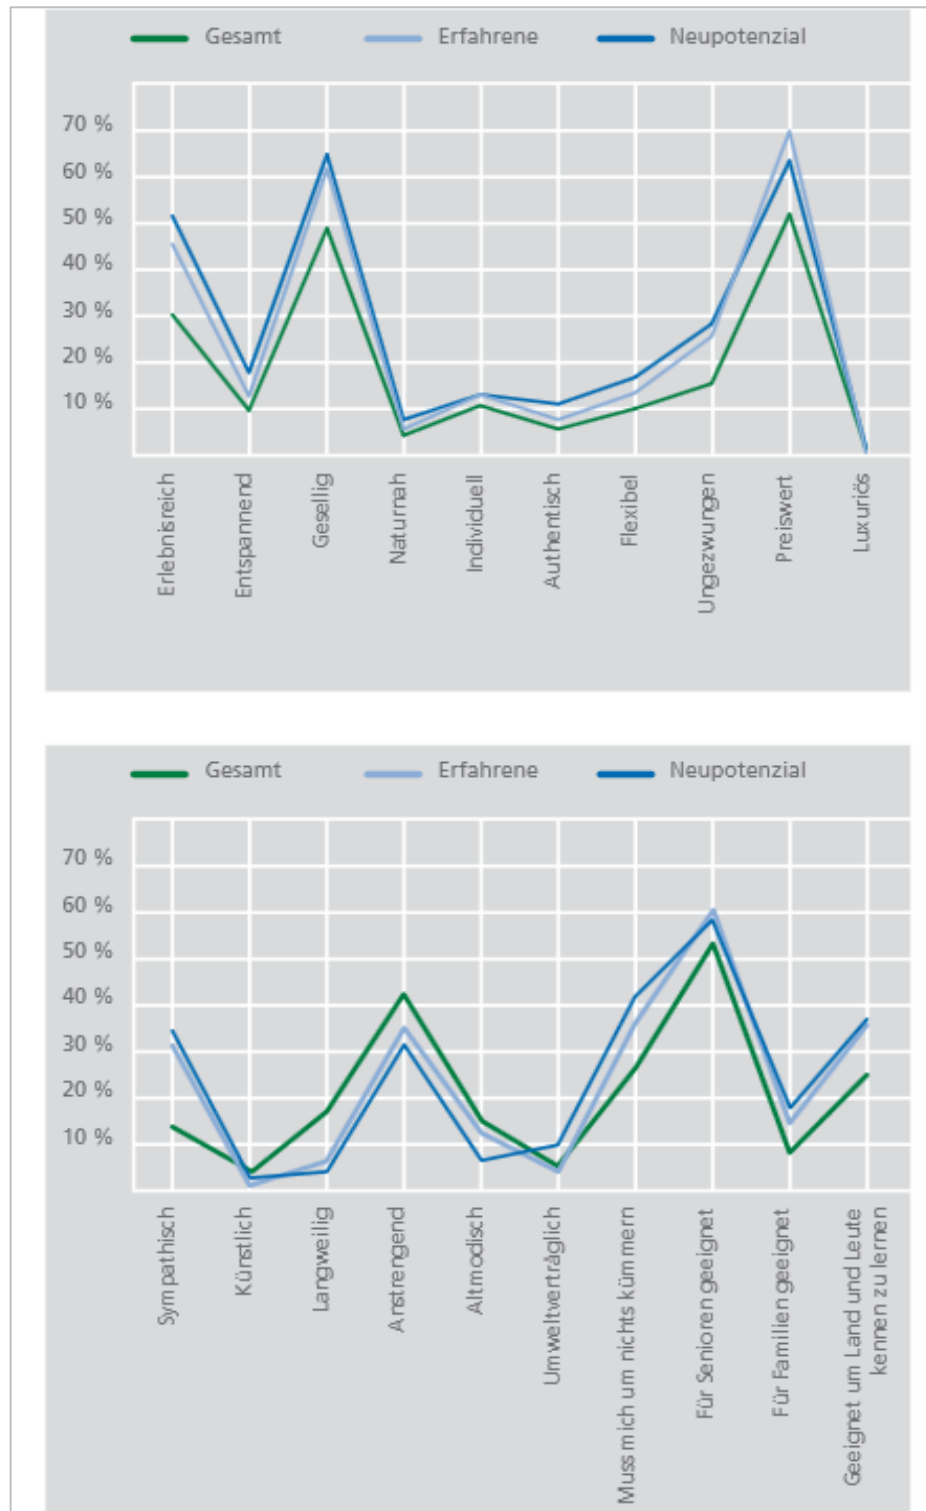 Gesamt Erfahrene Neupotenzial
70 %
60 %
50 %
40 %
30 %
20 %
10 %
Erlebnisreich
Entspannend
Gesellig
Naturnah
Individuell
Authentisch
Flexibel
Ungezwungen
Preiswert
Luxuriös
Gesamt Erfahrene Neupotenzial
70 %
60 %
50 %
40 %
30 %
20 %
10 %
Sympathisch
Künstlich
Langweilig
Anstrengend
Altmodisch
Umweltverträglich
Muss mich um nichts kümmern
Für Senioren geeignet
Für Familien geeignet
Geeignet um Land und Leute
kennen zu lernen